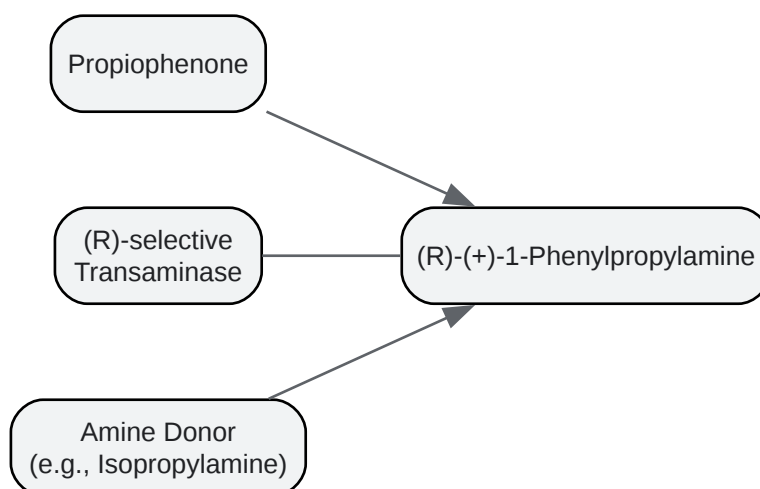 Propiophenone
(R)-selective
Transaminase
(R)-(+)-1-Phenylpropylamine
Amine Donor
(e.g., Isopropylamine)